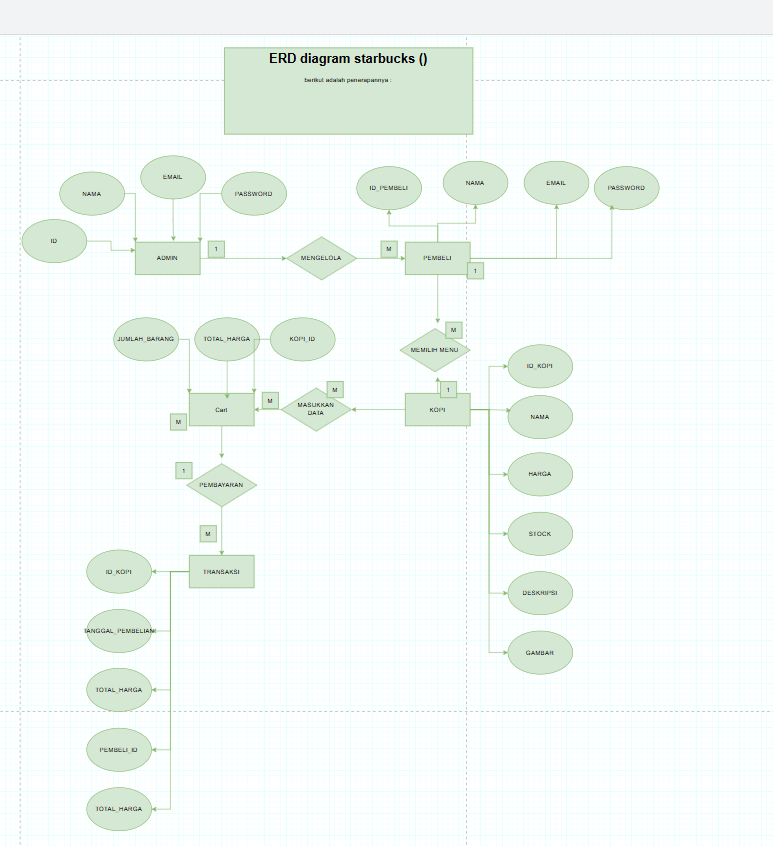 ERD diagram starbucks ()
berikut adalah penerapannya :
NAMA
EMAIL
PASSWORD
ID
ADMIN
1
MENGELOLA
M
ID_PEMBELI
NAMA
EMAIL
PASSWORD
PEMBELI
1
M
MEMILIH MENU
1
KOPI
ID_KOPI
NAMA
HARGA
STOCK
DESKRIPSI
GAMBAR
JUMLAH_BARANG
TOTAL_HARGA
KOPI_ID
M
MASUKKAN
DATA
M
Cart
M
1
PEMBAYARAN
M
TRANSAKSI
ID_KOPI
TANGGAL_PEMBELIAN
TOTAL_HARGA
PEMBELI_ID
TOTAL_HARGA